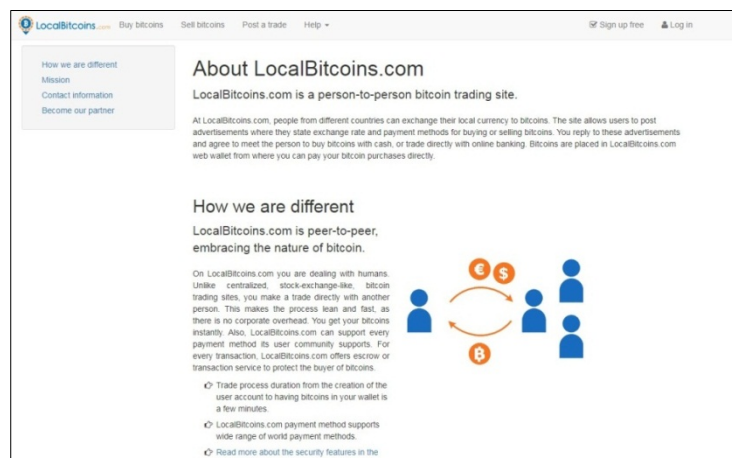 LocalBitcoins.com Buy bitcoins Sell bitcoins Post a trade Help Sign up free Log in
How we are different
Mission
Contact information
Become our partner
About LocalBitcoins.com
LocalBitcoins.com is a person-to-person bitcoin trading site.
At LocalBitcoins.com, people from different countries can exchange their local currency to bitcoins. The site allows users to post
advertisements where they state exchange rate and payment methods for buying or selling bitcoins. You reply to these advertisements
and agree to meet the person to buy bitcoins with cash, or trade directly with online banking. Bitcoins are placed in LocalBitcoins.com
web wallet from where you can pay your bitcoin purchases directly.
How we are different
LocalBitcoins.com is peer-to-peer,
embracing the nature of bitcoin.
On LocalBitcoins.com you are dealing with humans.
Unlike centralized, stock-exchange-like, bitcoin
trading sites, you make a trade directly with another
person. This makes the process lean and fast, as
there is no corporate overhead. You get your bitcoins
instantly. Also, LocalBitcoins.com can support every
payment method its user community supports. For
every transaction, LocalBitcoins.com offers escrow or
transaction service to protect the buyer of bitcoins.
Trade process duration from the creation of the
user account to having bitcoins in your wallet is
a few minutes.
LocalBitcoins.com payment method supports
wide range of world payment methods.
Read more about the security features in the
€ $
₿